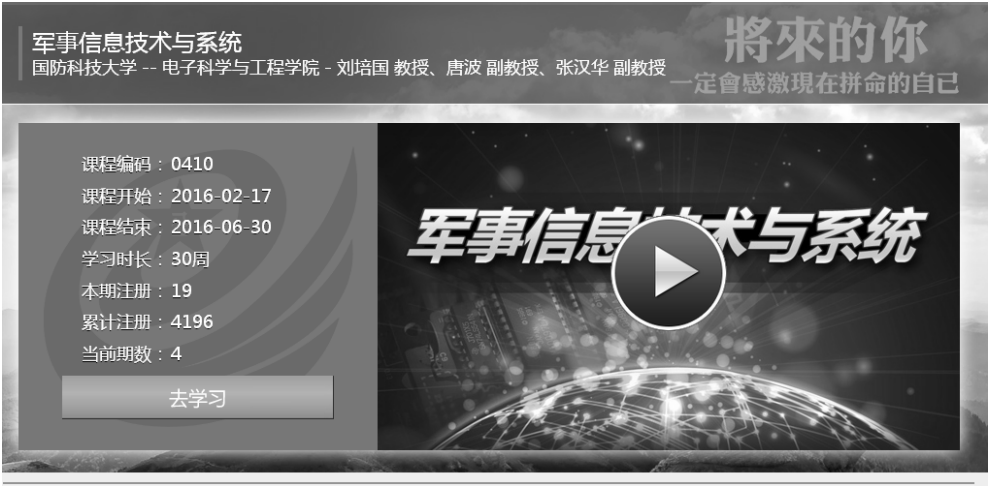 军事信息技术与系统
国防科技大学 -- 电子科学与工程学院 - 刘培国 教授、唐波 副教授、张汉华 副教授
將來的你
一定會感激現在拼命的自己
课程编码：0410
课程开始：2016-02-17
课程结束：2016-06-30
学习时长：30周
本期注册：19
累计注册：4196
当前期数：4
去学习
军事信息技术与系统